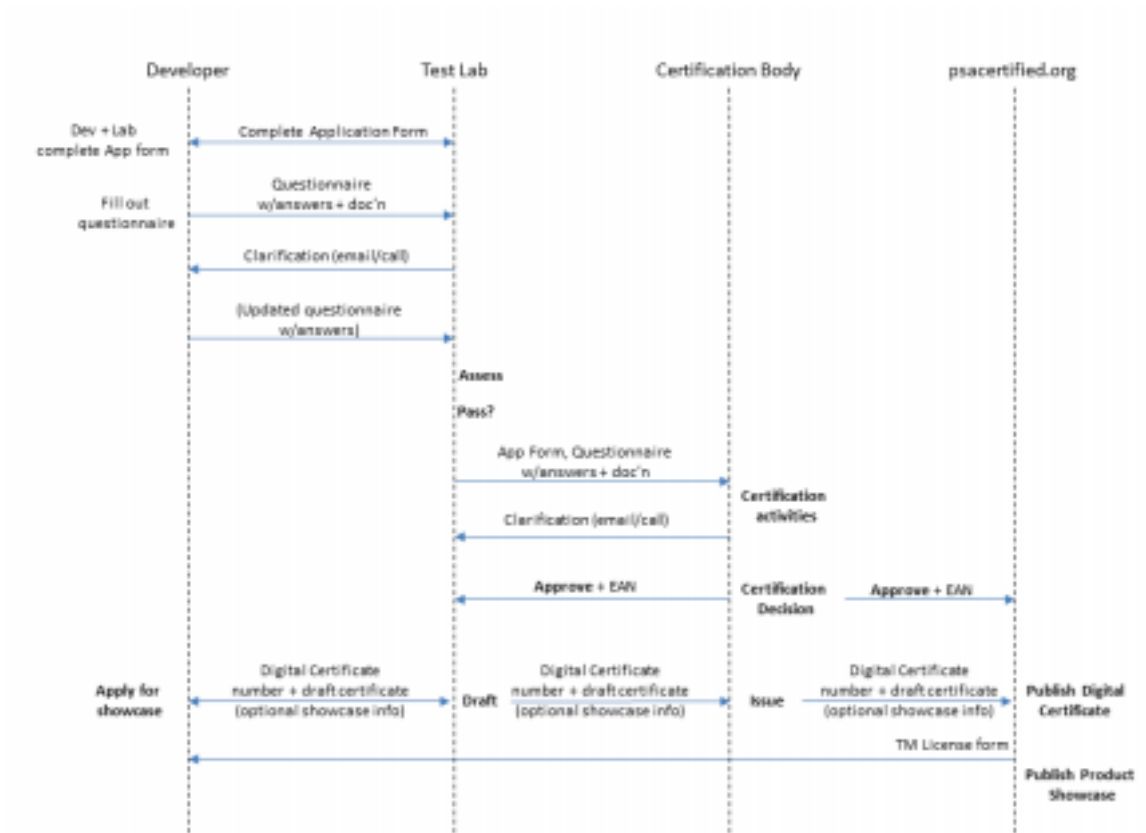 Developer
Test Lab
Certification Body
psacertified.org
Dev + Lab
complete App form
Complete Application Form
Fill out
questionnaire
Questionnaire
w/answers + doc'n
Clarification (email/call)
(Updated questionnaire
w/answers)
Assess
Pass?
App Form, Questionnaire
w/answers + doc'n
Certification
activities
Clarification (email/call)
Approve + EAN
Certification
Decision
Approve + EAN
Apply for
showcase
Digital Certificate
number + draft certificate
(optional showcase info)
Draft
Digital Certificate
number + draft certificate
(optional showcase info)
Issue
Digital Certificate
number + draft certificate
(optional showcase info)
Publish Digital
Certificate
TM License form
Publish Product
Showcase